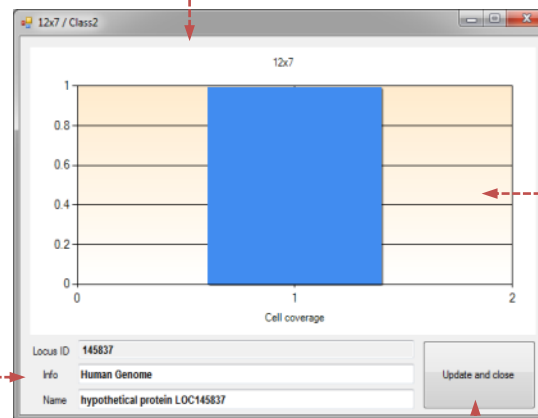 12x7 / Class2
12x7
1
0.8
0.6
0.4
0.2
0
0 1 2
Cell coverage
Locus ID 145837
Info Human Genome
Name hypothetical protein LOC145837
Update and close